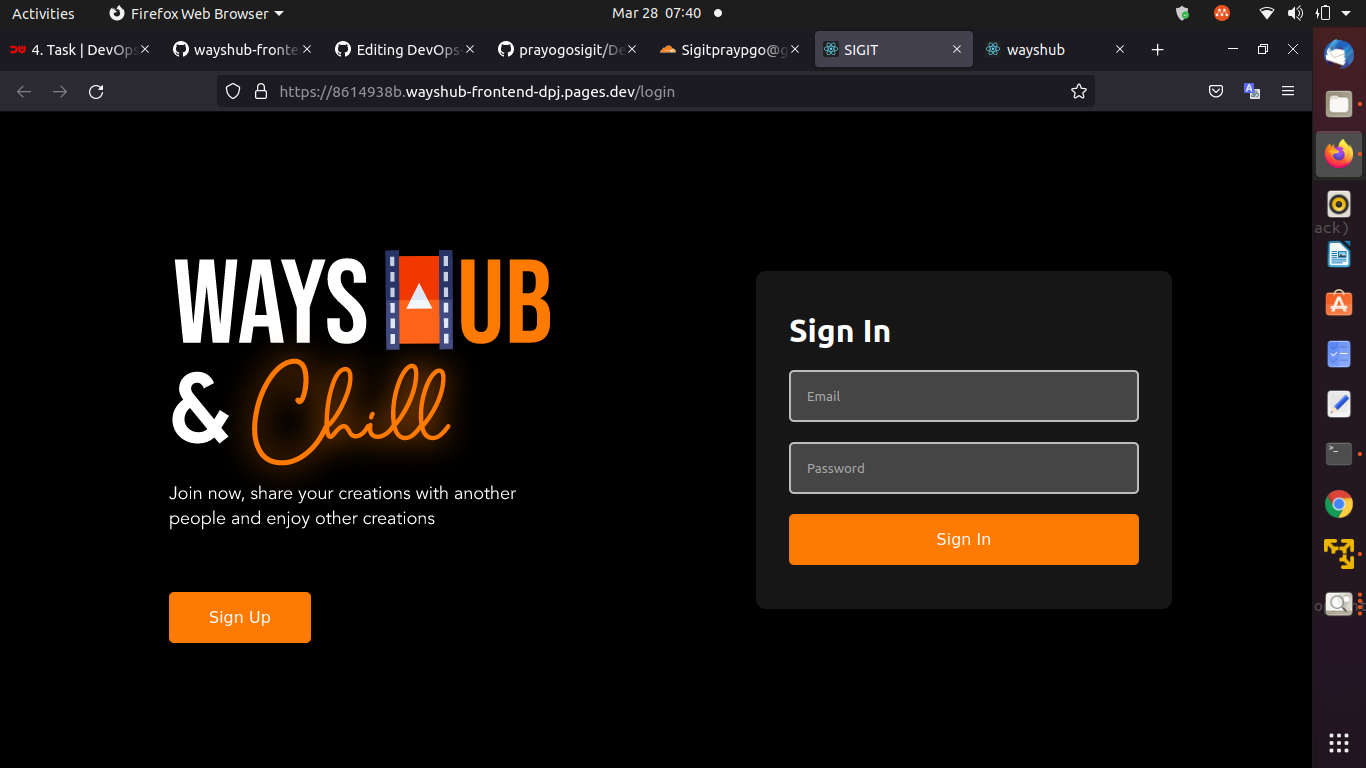 Activities
Firefox Web Browser
Mar 28 07:40
4. Task | DevOps
wayshub-fronte
Editing DevOps
prayogosigit/De
Sigitpraypgo@g
SIGIT
wayshub
https://8614938b.wayshub-frontend-dpj.pages.dev/login
WAYS HUB
& Chill
Join now, share your creations with another
people and enjoy other creations
Sign Up
Sign In
Email
Password
Sign In
ack)